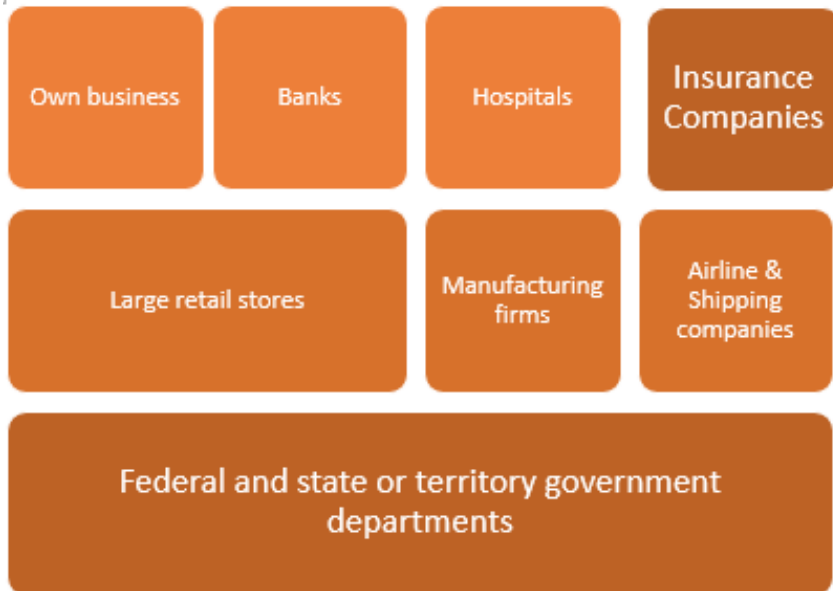 Own business
Banks
Hospitals
Insurance
Companies
Large retail stores
Manufacturing
firms
Airline &
Shipping
companies
Federal and state or territory government
departments